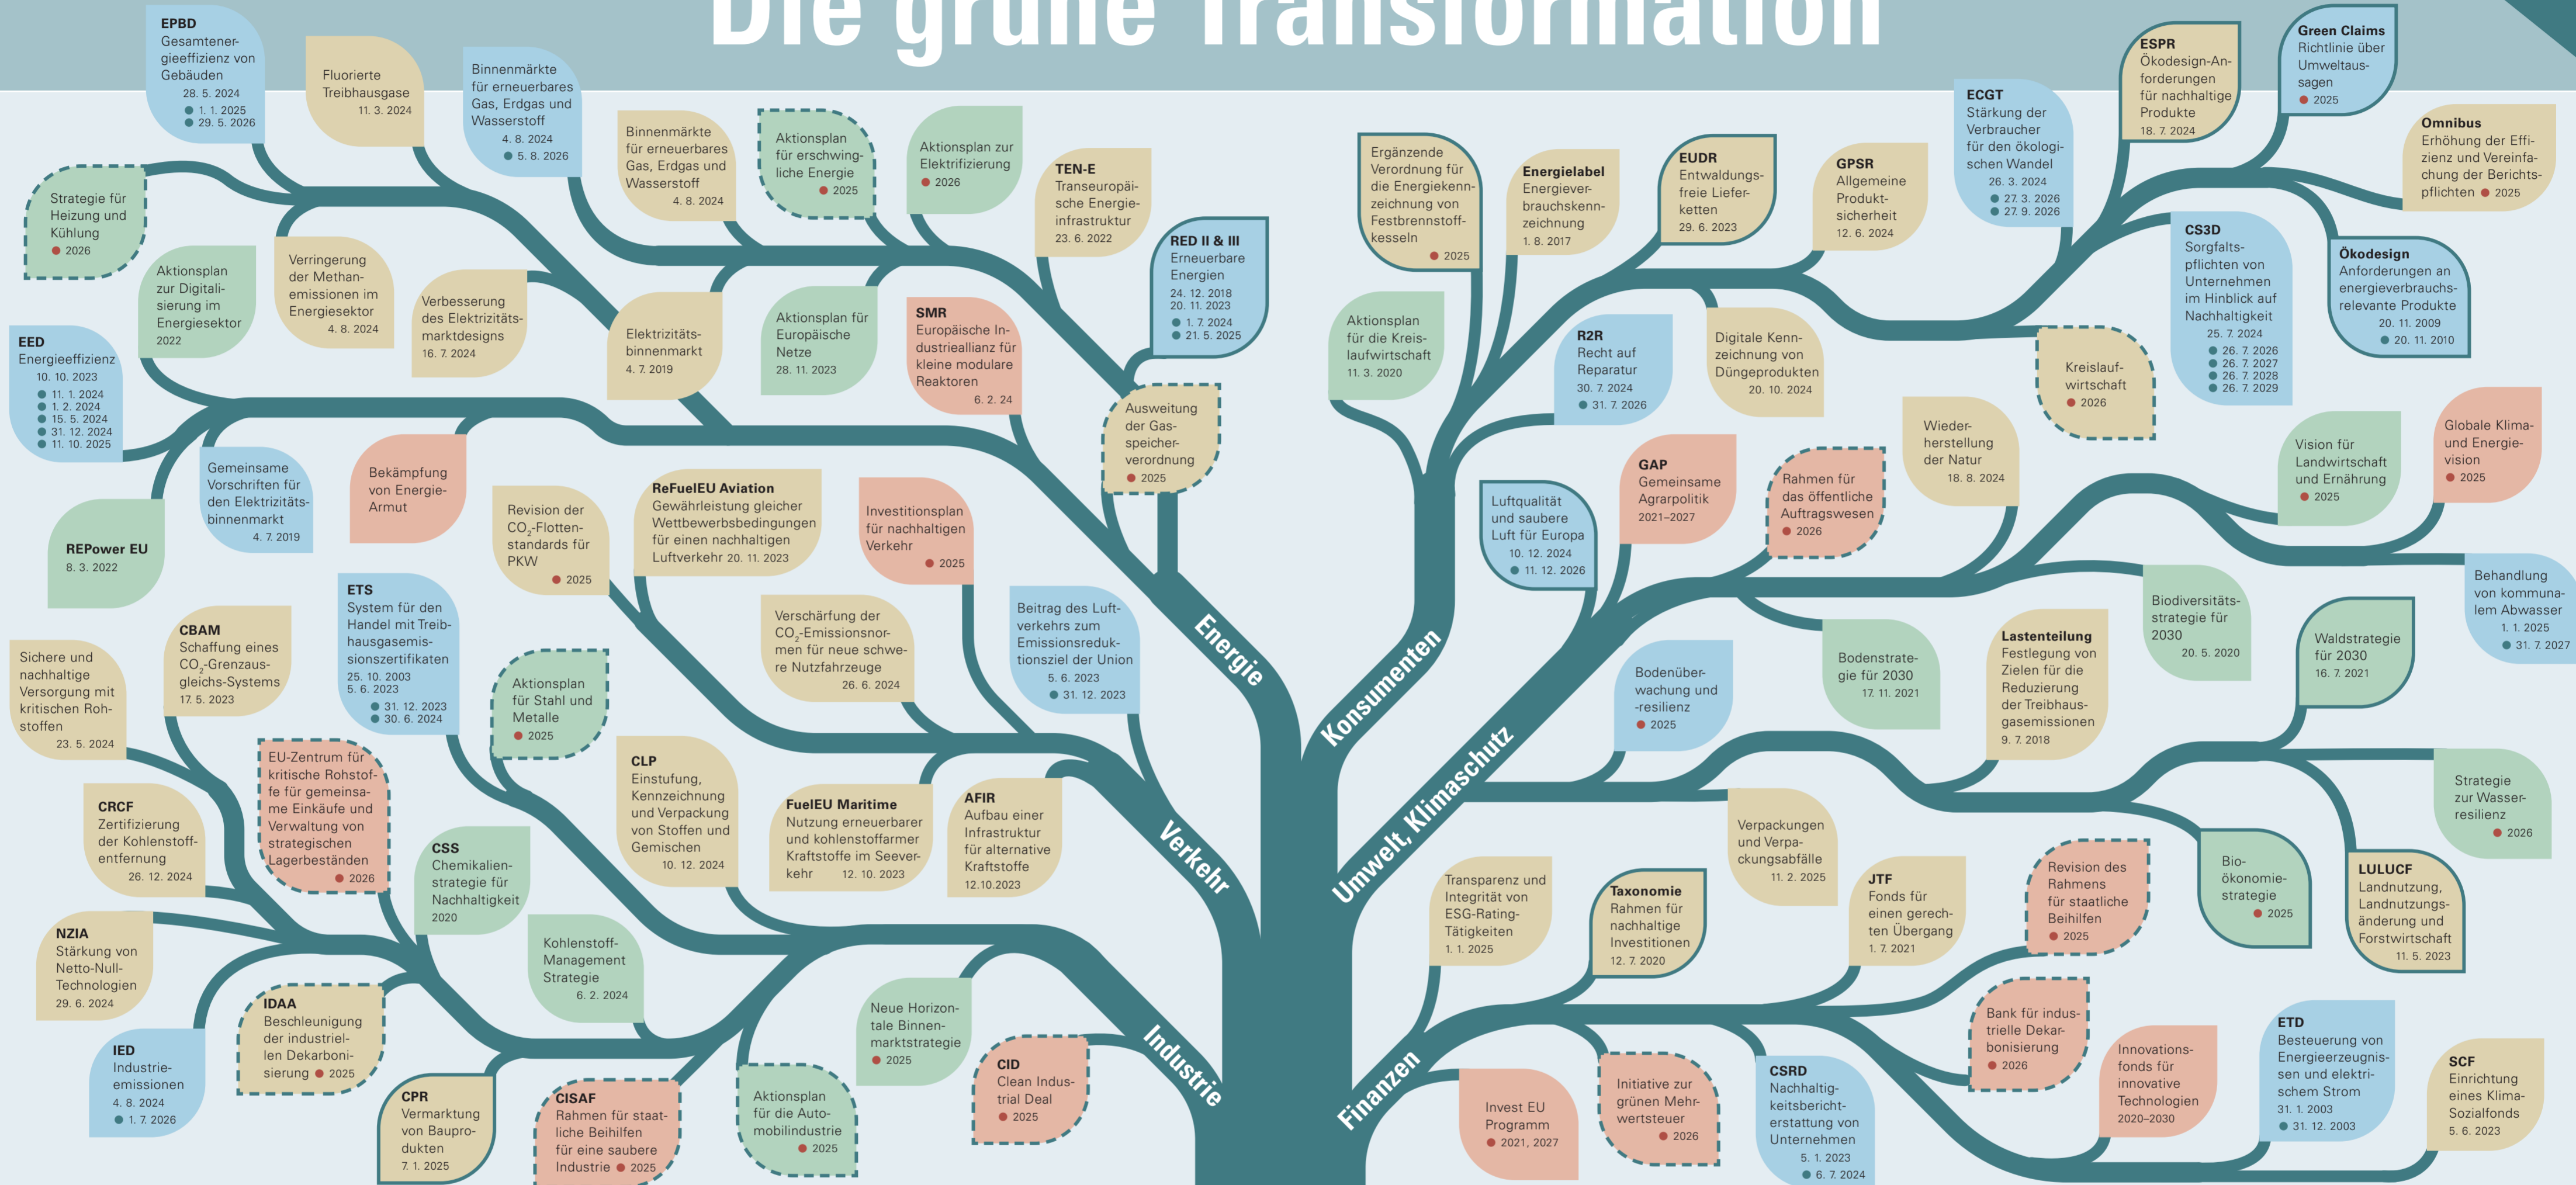 Die grüne Transformation
EPBD
Gesamtener-
gieeffizienz von
Gebäuden
28. 5. 2024
1. 1. 2025
29. 5. 2026
Fluorierte
Treibhausgase
11. 3. 2024
Binnenmärkte
für erneuerbares
Gas, Erdgas und
Wasserstoff
4. 8. 2024
5. 8. 2026
Binnenmärkte
für erneuerbares
Gas, Erdgas und
Wasserstoff
4. 8. 2024
Aktionsplan
für erschwing-
liche Energie
2025
Aktionsplan zur
Elektrifizierung
2026
TEN-E
Transeuropäi-
sche Energie-
infrastruktur
23. 6. 2022
RED II & III
Erneuerbare
Energien
24. 12. 2018
20. 11. 2023
1. 7. 2024
21. 5. 2025
Strategie für
Heizung und
Kühlung
2026
Aktionsplan
zur Digitali-
sierung im
Energiesektor
2022
Verringerung
der Methan-
emissionen im
Energiesektor
4. 8. 2024
Verbesserung
des Elektrizitäts-
marktdesigns
16. 7. 2024
Elektrizitäts-
binnenmarkt
4. 7. 2019
Aktionsplan für
Europäische
Netze
28. 11. 2023
SMR
Europäische In-
dustrieallianz für
kleine modulare
Reaktoren
6. 2. 24
Ausweitung
der Gas-
speicher-
verordnung
2025
EED
Energieeffizienz
10. 10. 2023
11. 1. 2024
1. 2. 2024
15. 5. 2024
31. 12. 2024
11. 10. 2025
Gemeinsame
Vorschriften für
den Elektrizitäts-
binnenmarkt
4. 7. 2019
Bekämpfung
von Energie-
Armut
REPower EU
8. 3. 2022
Energie
Revision der
CO2-Flotten-
standards für
PKW
2025
ReFuelEU Aviation
Gewährleistung gleicher
Wettbewerbsbedingungen
für einen nachhaltigen
Luftverkehr 20. 11. 2023
Investitionsplan
für nachhaltigen
Verkehr
2025
Verschärfung der
CO2-Emissionsnor-
men für neue schwe-
re Nutzfahrzeuge
26. 6. 2024
Beitrag des Luft-
verkehrs zum
Emissionsreduk-
tionsziel der Union
5. 6. 2023
31. 12. 2023
FuelEU Maritime
Nutzung erneuerbarer
und kohlenstoffarmer
Kraftstoffe im Seever-
kehr 12. 10. 2023
AFIR
Aufbau einer
Infrastruktur
für alternative
Kraftstoffe
12.10.2023
Verkehr
Sichere und
nachhaltige
Versorgung mit
kritischen Roh-
stoffen
23. 5. 2024
CBAM
Schaffung eines
CO2-Grenzaus-
gleichs-Systems
17. 5. 2023
ETS
System für den
Handel mit Treib-
hausgasemis-
sionszertifikaten
25. 10. 2003
5. 6. 2023
31. 12. 2023
30. 6. 2024
Aktionsplan
für Stahl und
Metalle
2025
CLP
Einstufung,
Kennzeichnung
und Verpackung
von Stoffen und
Gemischen
10. 12. 2024
EU-Zentrum für
kritische Rohstof-
fe für gemeinsa-
me Einkäufe und
Verwaltung von
strategischen
Lagerbeständen
2026
CRCF
Zertifizierung
der Kohlenstoff-
entfernung
26. 12. 2024
CSS
Chemikalien-
strategie für
Nachhaltigkeit
2020
NZIA
Stärkung von
Netto-Null-
Technologien
29. 6. 2024
Kohlenstoff-
Management
Strategie
6. 2. 2024
IED
Industrie-
emissionen
4. 8. 2024
1. 7. 2026
IDAA
Beschleunigung
der industriel-
len Dekarboni-
sierung 2025
CPR
Vermarktung
von Baupro-
dukten
7. 1. 2025
CISAF
Rahmen für staat-
liche Beihilfen
für eine saubere
Industrie 2025
Aktionsplan
für die Auto-
mobilindustrie
2025
Neue Horizon-
tale Binnen-
marktstrategie
2025
CID
Clean Indus-
trial Deal
2025
Industrie
Ergänzende
Verordnung für
die Energiekenn-
zeichnung von
Festbrennstoff-
kesseln
2025
Energielabel
Energiever-
brauchskenn-
zeichnung
1. 8. 2017
EUDR
Entwaldungs-
freie Liefer-
ketten
29. 6. 2023
GPSR
Allgemeine
Produkt-
sicherheit
12. 6. 2024
ECGT
Stärkung der
Verbraucher
für den ökologi-
schen Wandel
26. 3. 2024
27. 3. 2026
27. 9. 2026
ESPR
Ökodesign-An-
forderungen
für nachhaltige
Produkte
18. 7. 2024
Green Claims
Richtlinie über
Umweltaus-
sagen
2025
Omnibus
Erhöhung der Effi-
zienz und Vereinfa-
chung der Berichts-
pflichten 2025
CS3D
Sorgfalts-
pflichten von
Unternehmen
im Hinblick auf
Nachhaltigkeit
25. 7. 2024
26. 7. 2026
26. 7. 2027
26. 7. 2028
26. 7. 2029
Ökodesign
Anforderungen an
energieverbrauchs-
relevante Produkte
20. 11. 2009
20. 11. 2010
Aktionsplan
für die Kreis-
laufwirtschaft
11. 3. 2020
R2R
Recht auf
Reparatur
30. 7. 2024
31. 7. 2026
Digitale Kenn-
zeichnung von
Düngeprodukten
20. 10. 2024
Kreislauf-
wirtschaft
2026
Konsumenten
Luftqualität
und saubere
Luft für Europa
10. 12. 2024
11. 12. 2026
GAP
Gemeinsame
Agrarpolitik
2021–2027
Rahmen für
das öffentliche
Auftragswesen
2026
Wieder-
herstellung
der Natur
18. 8. 2024
Vision für
Landwirtschaft
und Ernährung
2025
Globale Klima-
und Energie-
vision
2025
Behandlung
von kommuna-
lem Abwasser
1. 1. 2025
31. 7. 2027
Bodenüber-
wachung und
-resilienz
2025
Bodenstrate-
gie für 2030
17. 11. 2021
Lastenteilung
Festlegung von
Zielen für die
Reduzierung
der Treibhaus-
gasemissionen
9. 7. 2018
Biodiversitäts-
strategie für
2030
20. 5. 2020
Waldstrategie
für 2030
16. 7. 2021
Strategie
zur Wasser-
resilienz
2026
Verpackungen
und Verpa-
ckungsabfälle
11. 2. 2025
Bio-
ökonomie-
strategie
2025
LULUCF
Landnutzung,
Landnutzungs-
änderung und
Forstwirtschaft
11. 5. 2023
Umwelt, Klimaschutz
Transparenz und
Integrität von
ESG-Rating-
Tätigkeiten
1. 1. 2025
Taxonomie
Rahmen für
nachhaltige
Investitionen
12. 7. 2020
JTF
Fonds für
einen gerech-
ten Übergang
1. 7. 2021
Revision des
Rahmens
für staatliche
Beihilfen
2025
Bank für indus-
trielle Dekar-
bonisierung
2026
Invest EU
Programm
2021, 2027
Initiative zur
grünen Mehr-
wertsteuer
2026
CSRD
Nachhaltig-
keitsbericht-
erstattung von
Unternehmen
5. 1. 2023
6. 7. 2024
Innovations-
fonds für
innovative
Technologien
2020–2030
ETD
Besteuerung von
Energieerzeugnis-
sen und elektri-
schem Strom
31. 1. 2003
31. 12. 2003
SCF
Einrichtung
eines Klima-
Sozialfonds
5. 6. 2023
Finanzen